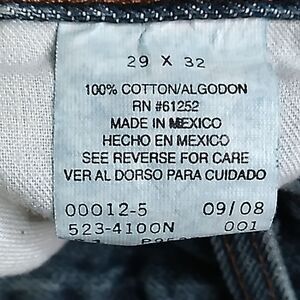 29 X 32
100% COTTON/ALGODON
RN #61252
MADE IN MEXICO
HECHO EN MEXICO
SEE REVERSE FOR CARE
VER AL DORSO PARA CUIDADO
00012-5 09/08
523-4100N 001